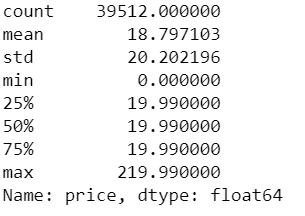 count    39512.000000
mean        18.797103
std         20.202196
min          0.000000
25%         19.990000
50%         19.990000
75%         19.990000
max        219.990000
Name: price, dtype: float64